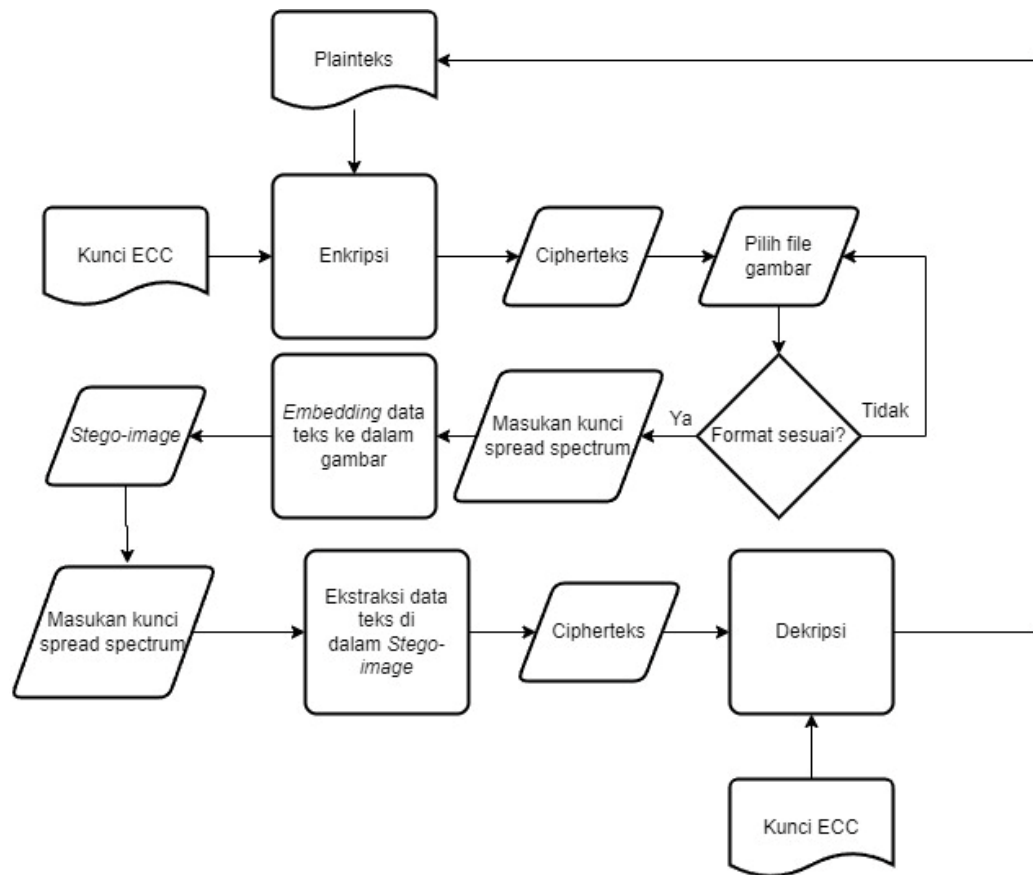 Plainteks
Kunci ECC
Enkripsi
Cipherteks
Pilih file
gambar
Format sesuai?
Tidak
Ya
Masukan kunci
spread spectrum
Embedding data
teks ke dalam
gambar
Stego-image
Masukan kunci
spread spectrum
Ekstraksi data
teks di
dalam Stego-
image
Cipherteks
Dekripsi
Kunci ECC